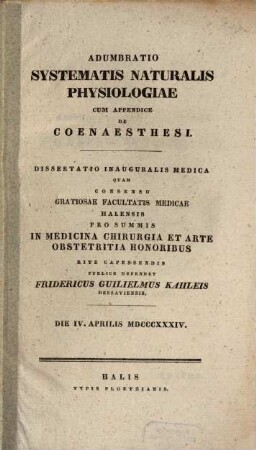 ADUMBRATIO
SYSTEMATIS NATURALIS
PHYSIOLOGIAE
CUM APPENDICE
DE
COENAESTHESI.
DISSERTATIO INAUGURALIS MEDICA
QUAM
CONSENSU
GRATIOSAE FACULTATIS MEDICAE
HALENSIS
PRO SUMMIS
IN MEDICINA CHIRURGIA ET ARTE
OBSTETRITIA HONORIBUS
RITE CAPESSENDIS
PUBLICE DEFENDET
FRIDERICUS GUILIELMUS KAHLEIS
DESSAVIENSIS.
DIE IV. APRILIS MDCCCXXXIV.
HALIS
TYPIS PLOETZIANIS.